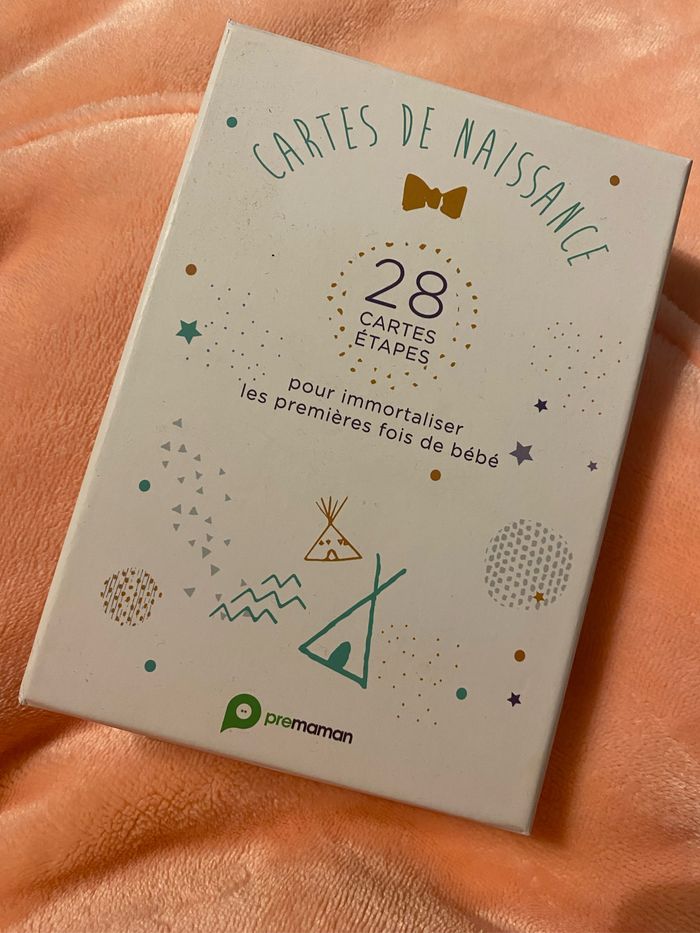 CARTES DE NAISSANCE
28
CARTES
ÉTAPES
pour immortaliser
les premières fois de bébé
premaman